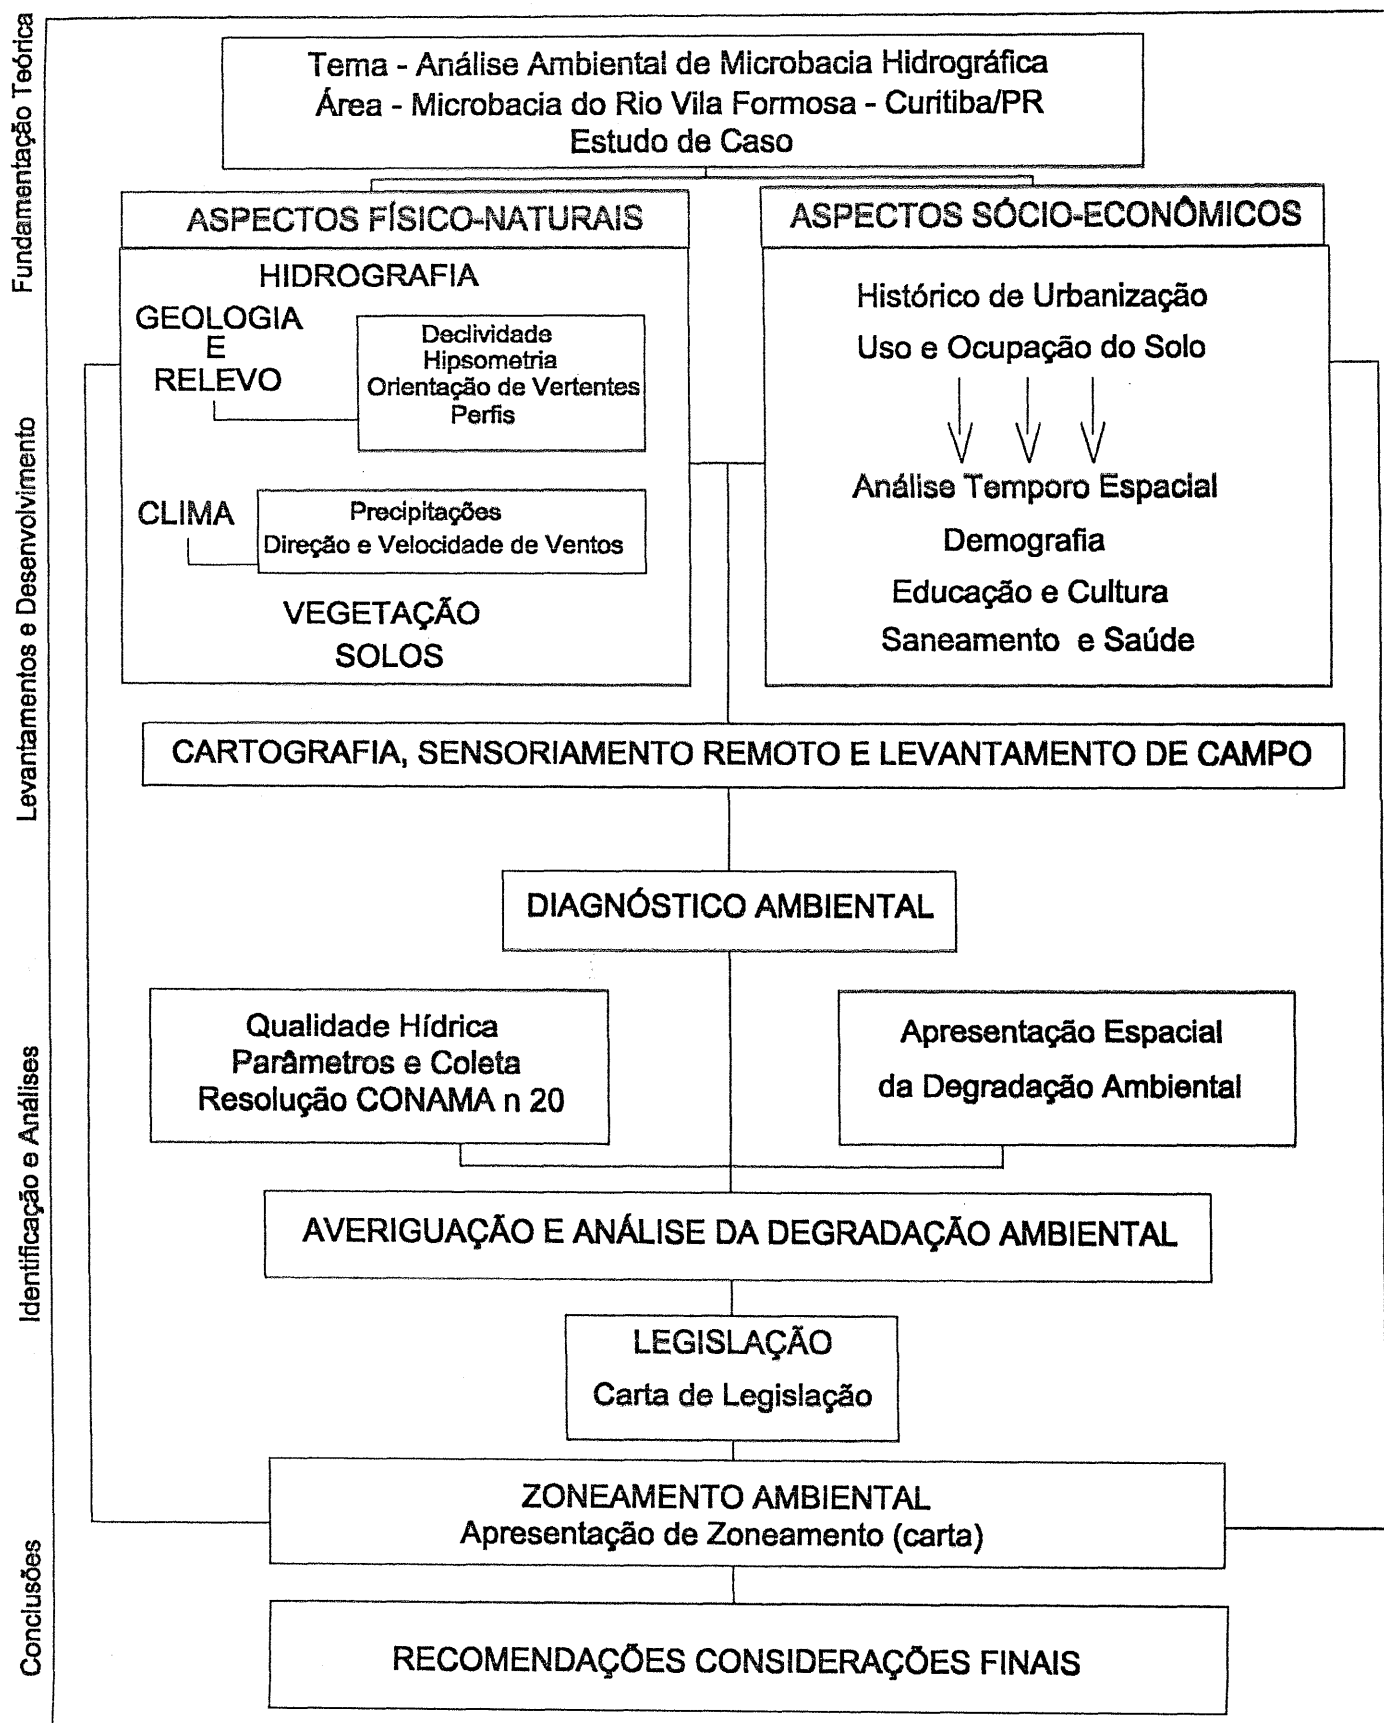 Fundamentação Teórica
Tema - Análise Ambiental de Microbacia Hidrográfica
Área - Microbacia do Rio Vila Formosa - Curitiba/PR
Estudo de Caso
ASPECTOS FÍSICO-NATURAIS
HIDROGRAFIA
GEOLOGIA
E
RELEVO
Declividade
Hipsometria
Orientação de Vertentes
Perfis
CLIMA
Precipitações
Direção e Velocidade de Ventos
VEGETAÇÃO
SOLOS
ASPECTOS SÓCIO-ECONÔMICOS
Histórico de Urbanização
Uso e Ocupação do Solo
Análise Temporo Espacial
Demografia
Educação e Cultura
Saneamento e Saúde
Levantamentos e Desenvolvimento
CARTOGRAFIA, SENSORIAMENTO REMOTO E LEVANTAMENTO DE CAMPO
DIAGNÓSTICO AMBIENTAL
Identificação e Análises
Qualidade Hídrica
Parâmetros e Coleta
Resolução CONAMA n 20
Apresentação Espacial
da Degradação Ambiental
AVERIGUAÇÃO E ANÁLISE DA DEGRADAÇÃO AMBIENTAL
LEGISLAÇÃO
Carta de Legislação
ZONEAMENTO AMBIENTAL
Apresentação de Zoneamento (carta)
Conclusões
RECOMENDAÇÕES CONSIDERAÇÕES FINAIS